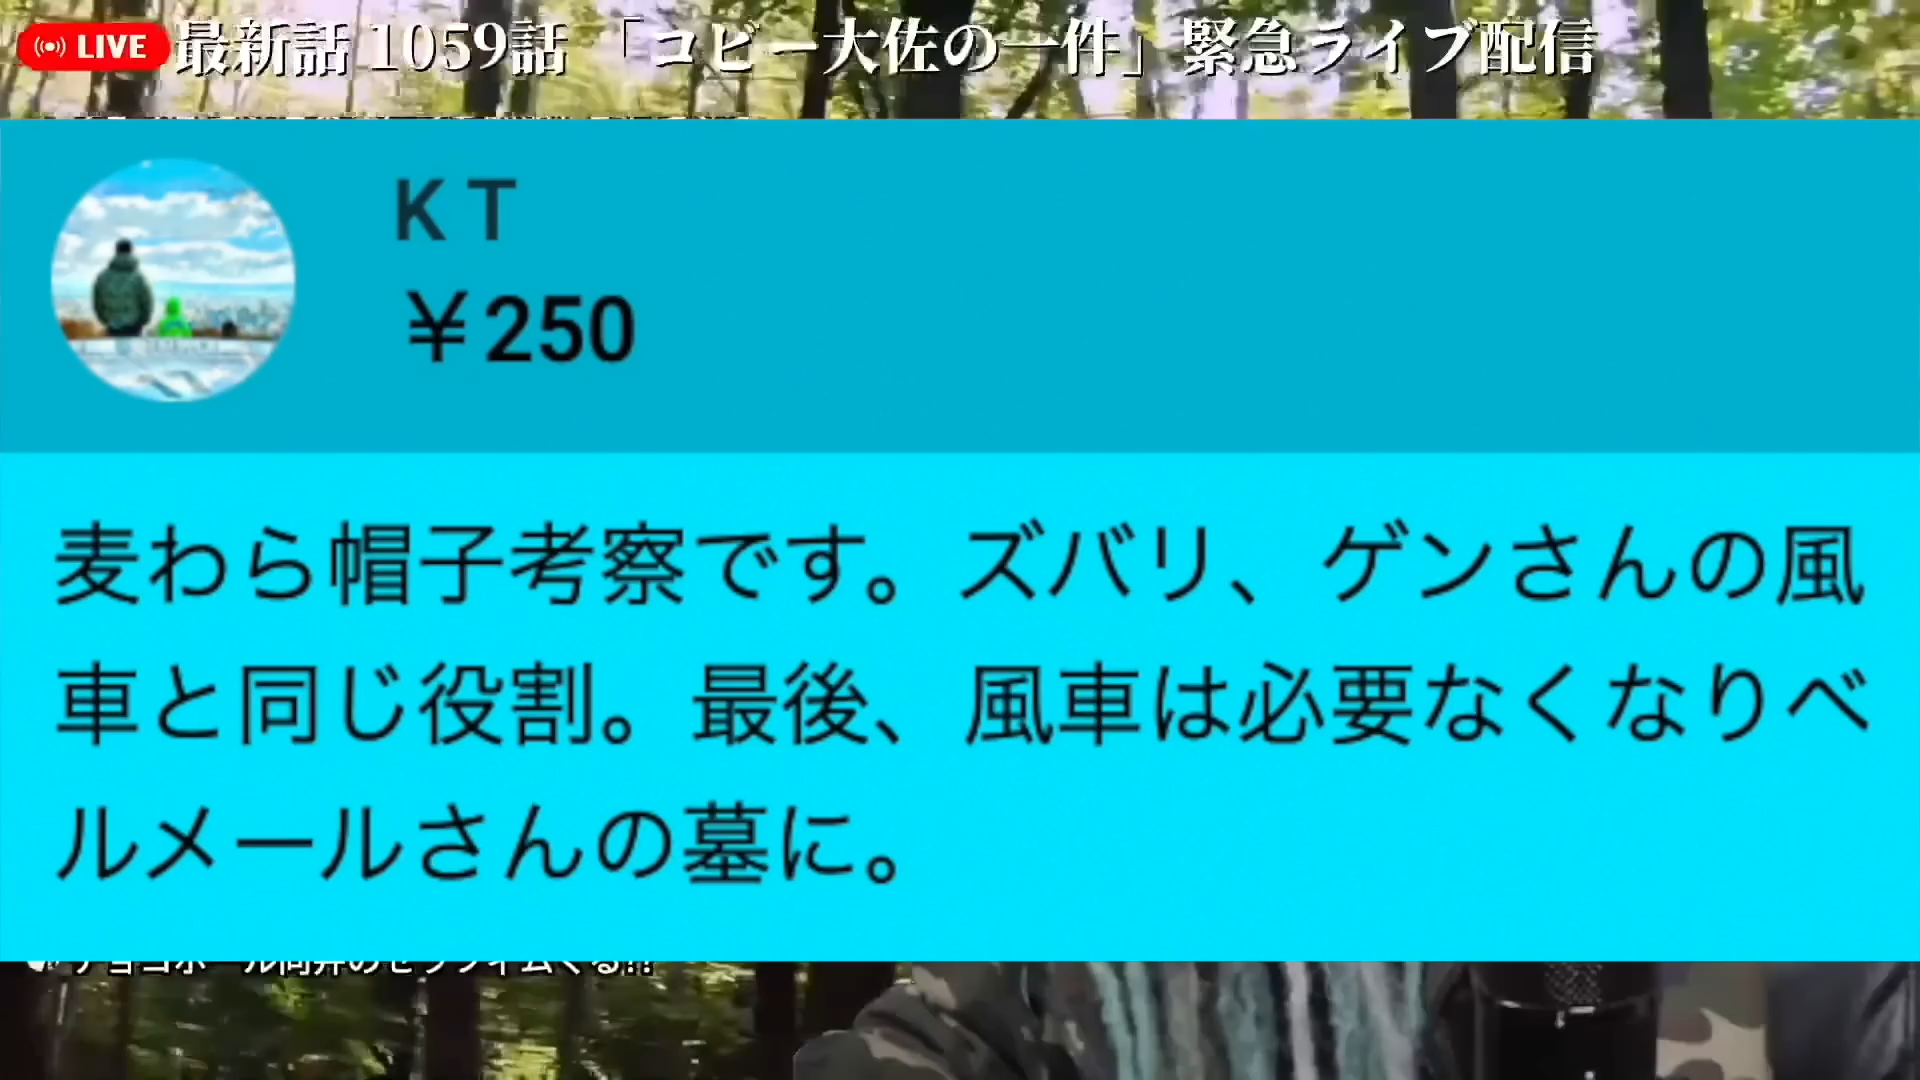 LIVE 最新話 1059話 「コビー大佐の一件」緊急ライブ配信
K T
￥250
麦わら帽子考察です。ズバリ、ゲンさんの風
車と同じ役割。最後、風車は必要なくなりベ
ルメールさんの墓に。